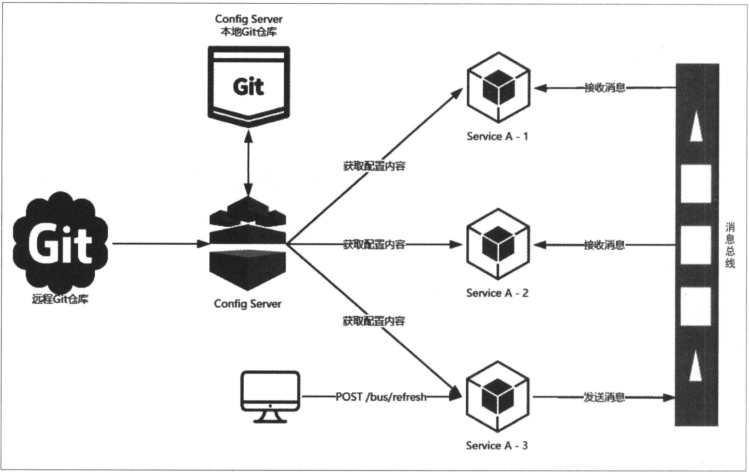 Config Server
本地Git仓库
Git
接收消息
Service A - 1
获取配置内容
Git
远程Git仓库
Config Server
获取配置内容
接收消息
Service A - 2
消息总线
获取配置内容
POST /bus/refresh
发送消息
Service A - 3